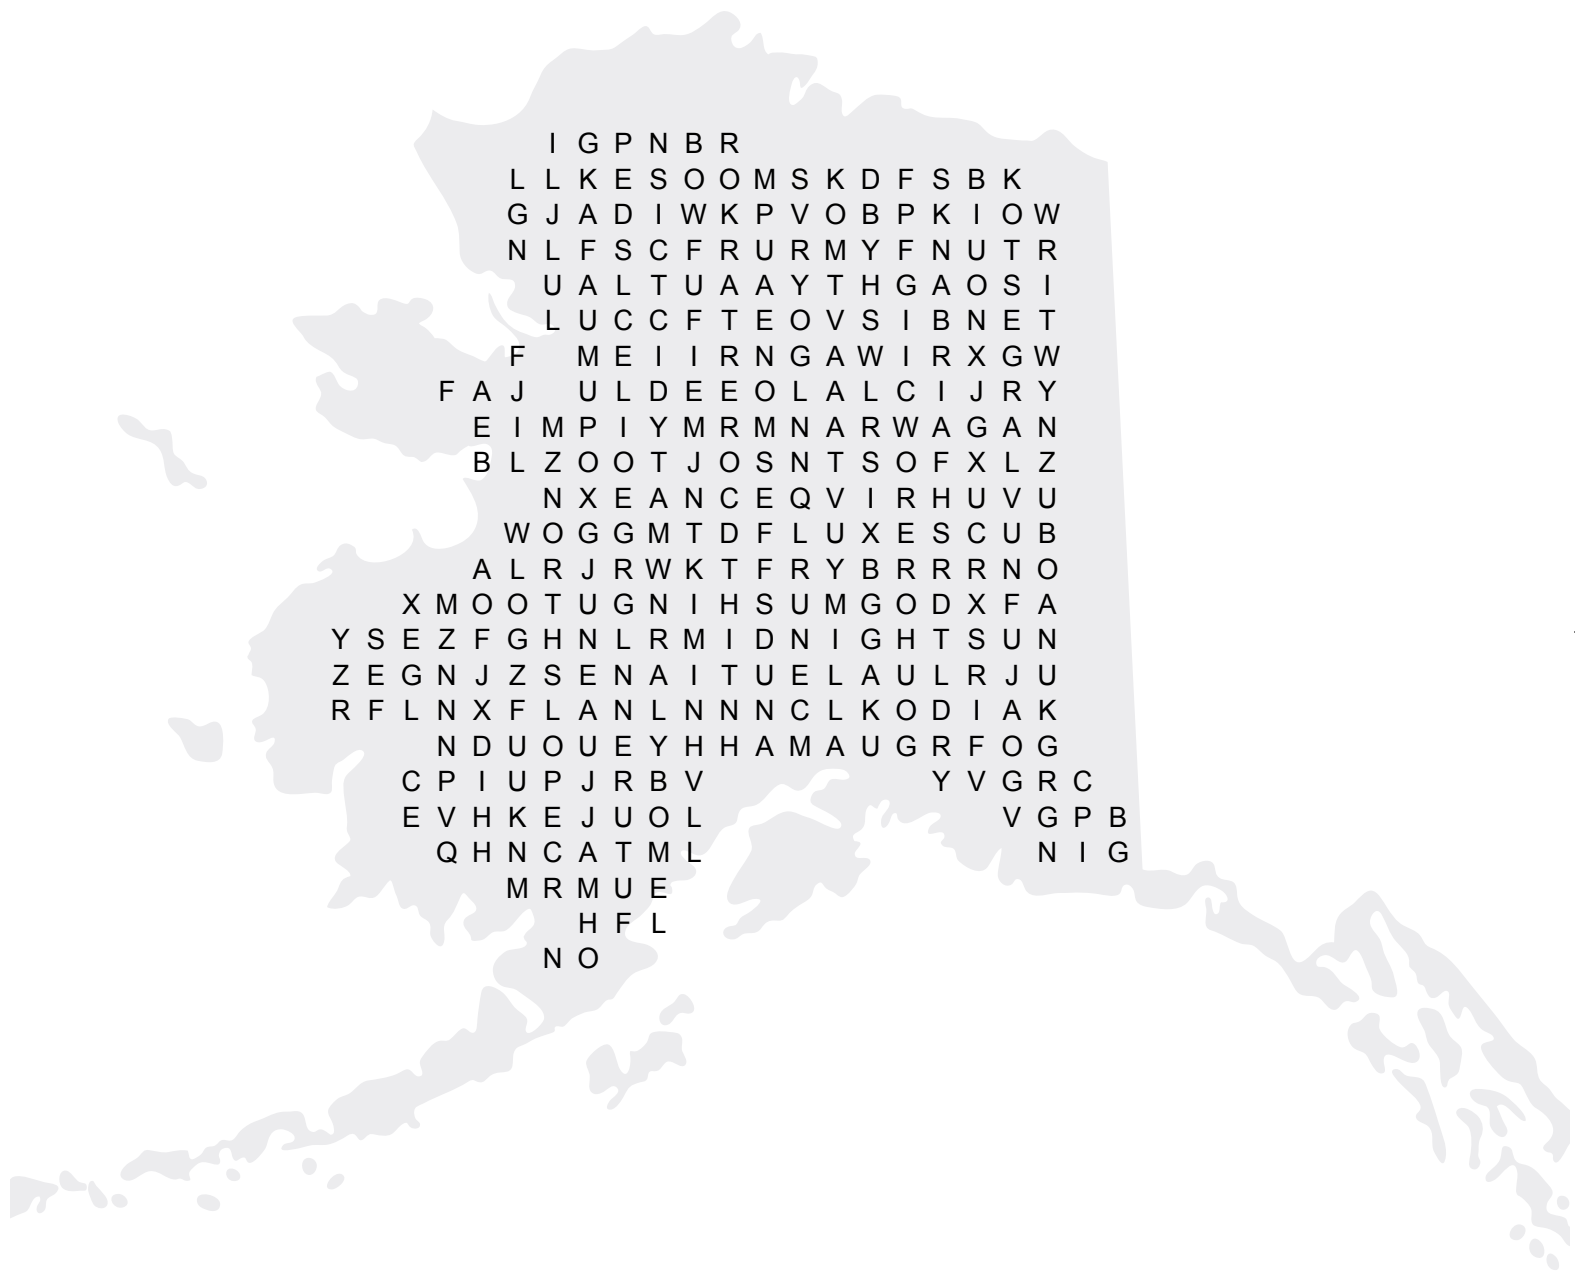 I G P N B R
L L K E S O O M S K D F S B K
G J A D I W K P V O B P K I O W
N L F S C F R U R M Y F N U T R
U A L T U A A Y T H G A O S I
L U C C F T E O V S I B N E T
F M E I I R N G A W I R X G W
F A J U L D E E O L A L C I J R Y
E I M P I Y M R M N A R W A G A N
B L Z O O T J O S N T S O F X L Z
N X E A N C E Q V I R H U V U
W O G G M T D F L U X E S C U B
A L R J R W K T F R Y B R R R N O
X M O O T U G N I H S U M G O D X F A
Y S E Z F G H N L R M I D N I G H T S U N
Z E G N J Z S E N A I T U E L A U L R J U
R F L N X F L A N L N N N C L K O D I A K
N D U O U E Y H H A M A U G R F O G
C P I U P J R B V Y V G R C
E V H K E J U O L V G P B
Q H N C A T M L N I G
M R M U E
H F L
N O